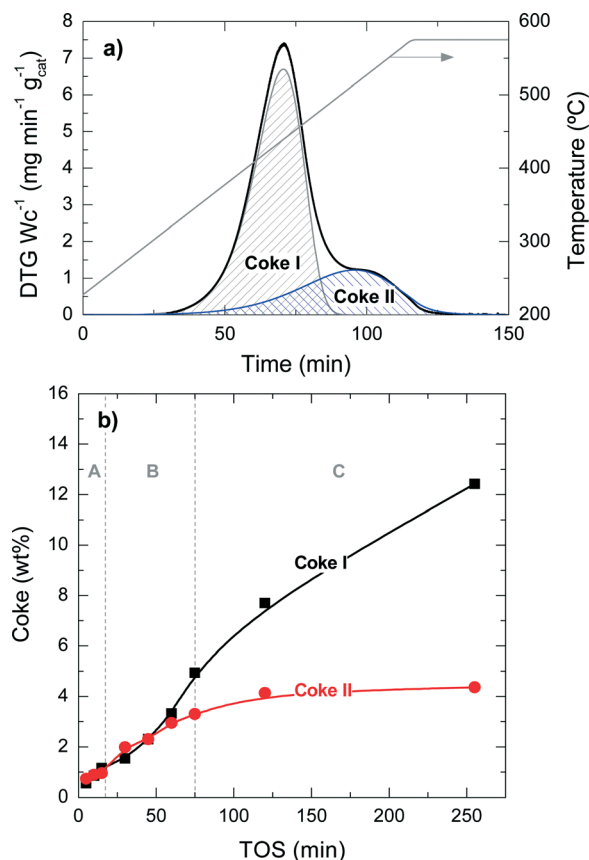 a)
8
7
6
5
4
3
2
1
0
DTG Wc⁻¹ (mg min⁻¹ g⁻¹cat)
600
500
400
300
200
Temperature (ºC)
Coke I
Coke II
0 50 100 150
Time (min)
b)
A B C
16
14
12
10
8
6
4
2
0
Coke (wt%)
Coke I
Coke II
0 50 100 150 200 250
TOS (min)